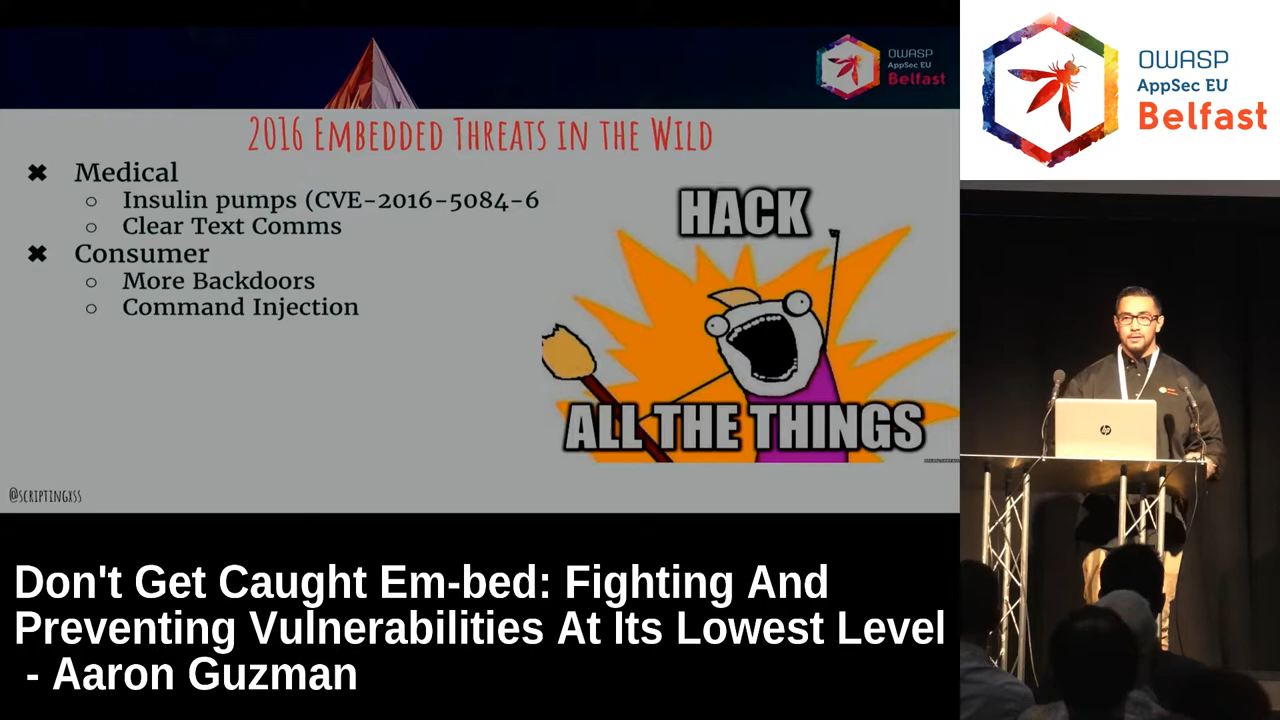 OWASP
AppSec EU
Belfast
2016 Embedded Threats in the Wild
✖ Medical
○ Insulin pumps (CVE-2016-5084-6
○ Clear Text Comms
✖ Consumer
○ More Backdoors
○ Command Injection
HACK
ALL THE THINGS
@scriptingxss
OWASP
AppSec EU
Belfast
hp
Don't Get Caught Em-bed: Fighting And
Preventing Vulnerabilities At Its Lowest Level
- Aaron Guzman